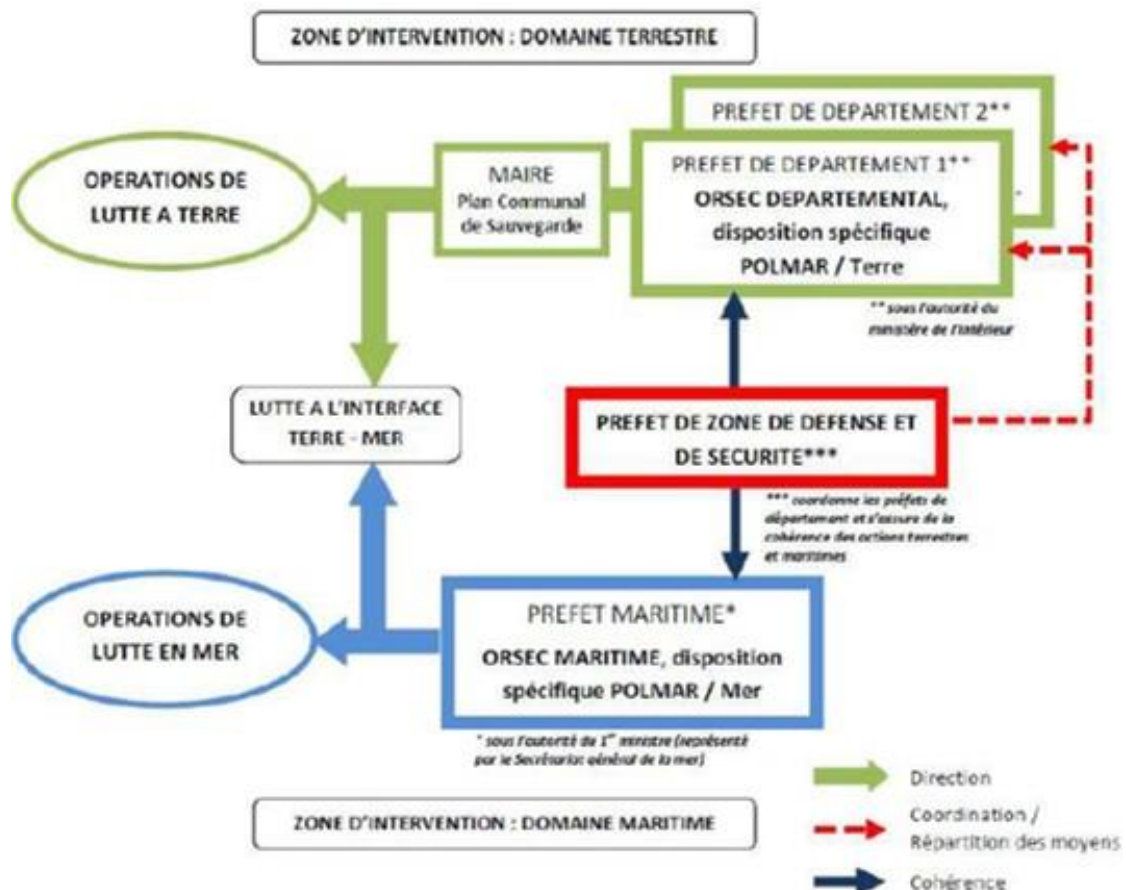 ZONE D'INTERVENTION : DOMAINE TERRESTRE
PREFET DE DEPARTEMENT 2**
PREFET DE DEPARTEMENT 1**
ORSEC DEPARTEMENTAL,
disposition spécifique
POLMAR / Terre
MAIRE
Plan Communal
de Sauvegarde
OPERATIONS DE
LUTTE A TERRE
** sous l'autorité du
ministère de l'Intérieur
LUTTE A L'INTERFACE
TERRE - MER
PREFET DE ZONE DE DEFENSE ET
DE SECURITE***
*** coordonne les préfets de
département et s'assure de la
cohérence des actions terrestres
et maritimes
OPERATIONS DE
LUTTE EN MER
PREFET MARITIME*
ORSEC MARITIME, disposition
spécifique POLMAR / Mer
* sous l'autorité du 1er ministre (représenté
par le Secrétariat général de la mer)
ZONE D'INTERVENTION : DOMAINE MARITIME
Direction
Coordination /
Répartition des moyens
Cohérence